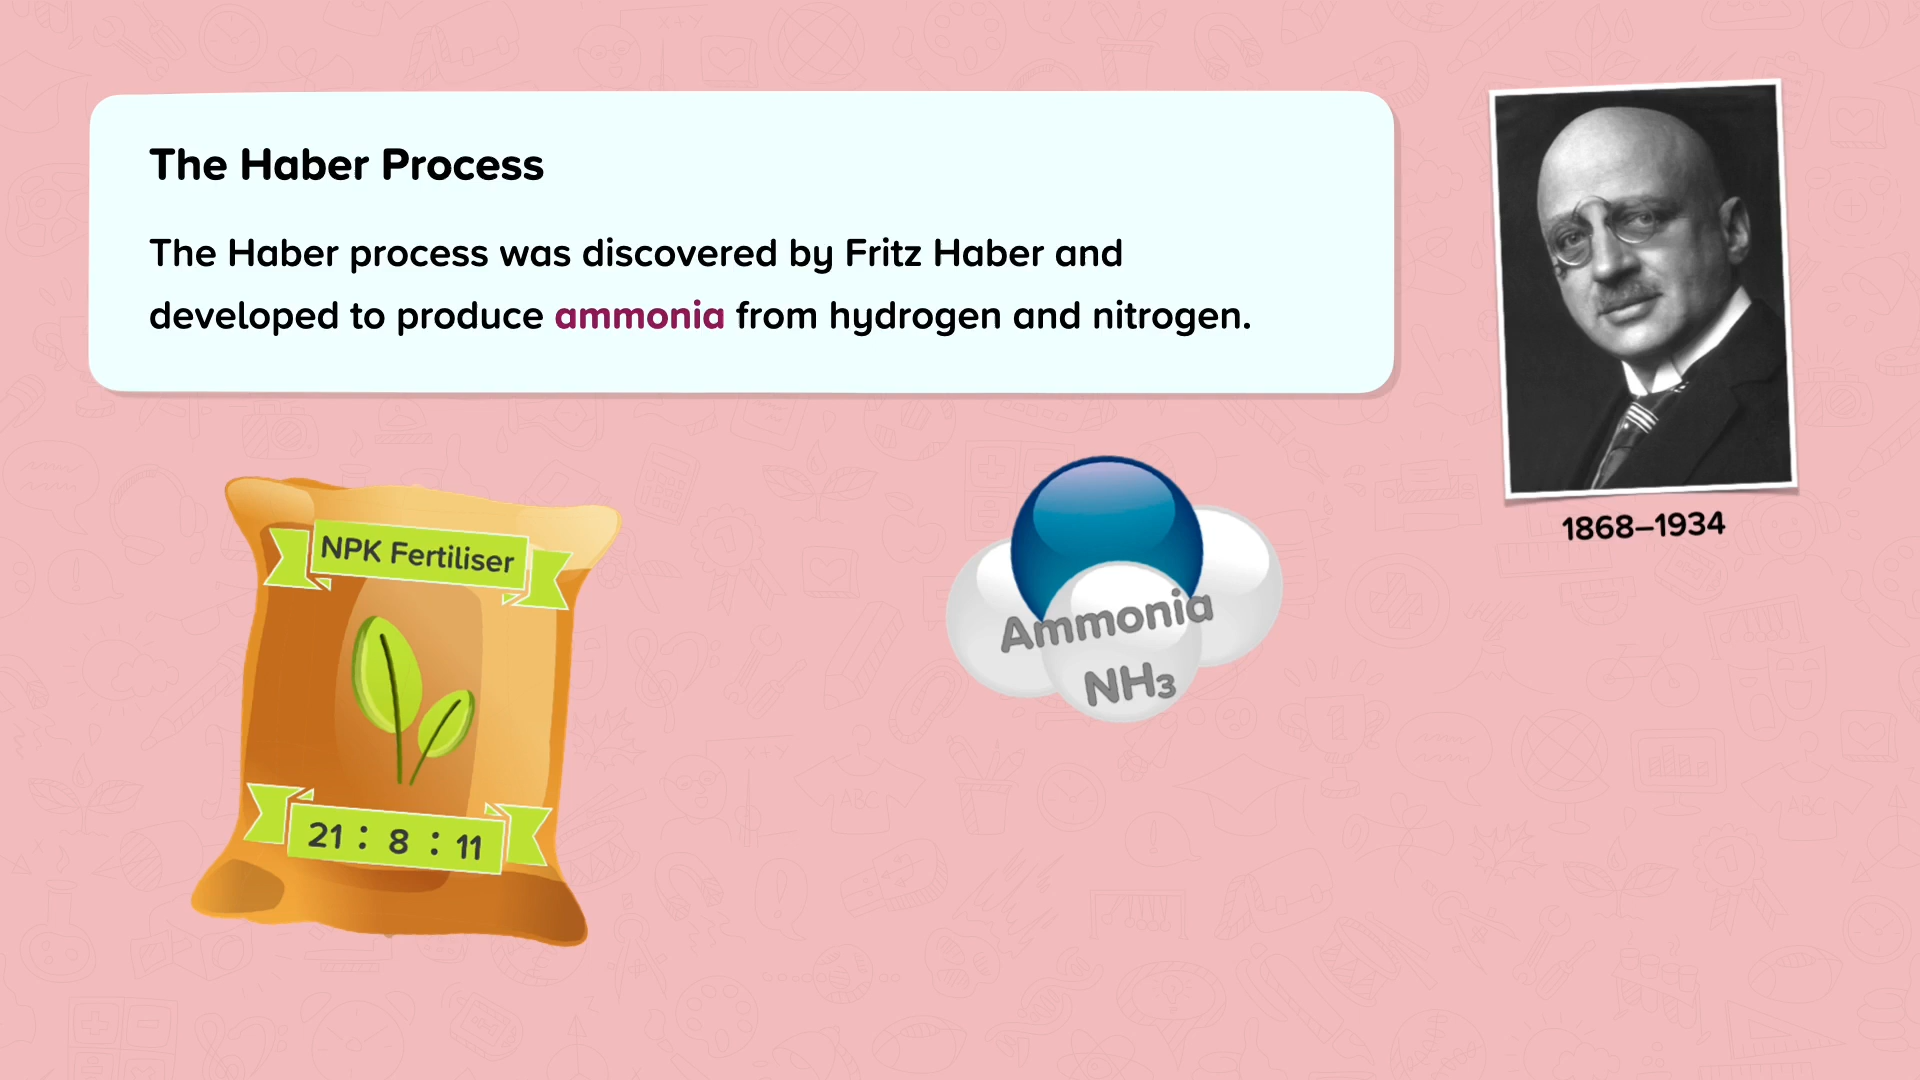 The Haber Process
The Haber process was discovered by Fritz Haber and
developed to produce ammonia from hydrogen and nitrogen.
1868–1934
NPK Fertiliser
21 : 8 : 11
Ammonia
NH₃